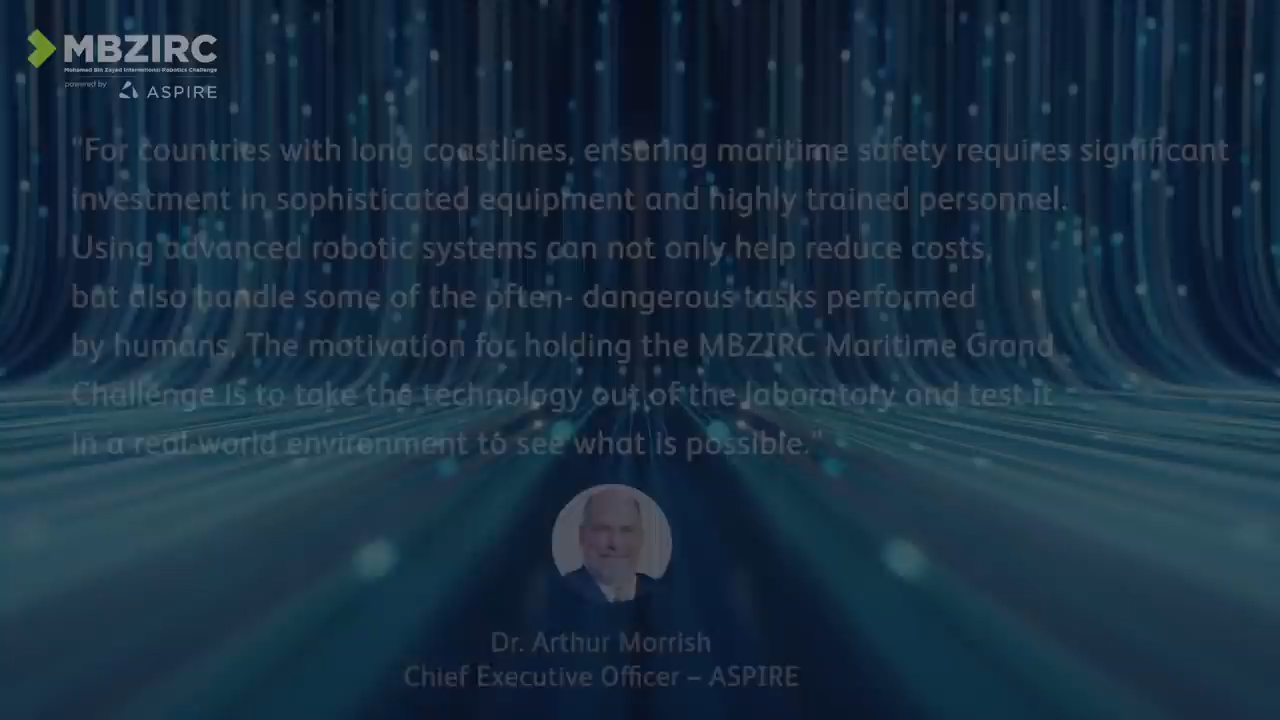 MBZIRC
Mohamed Bin Zayed International Robotics Challenge
powered by ASPIRE
"For countries with long coastlines, ensuring maritime safety requires significant
investment in sophisticated equipment and highly trained personnel.
Using advanced robotic systems can not only help reduce costs,
but also handle some of the often- dangerous tasks performed
by humans. The motivation for holding the MBZIRC Maritime Grand
Challenge is to take the technology out of the laboratory and test it
in a real-world environment to see what is possible."
Dr. Arthur Morrish
Chief Executive Officer – ASPIRE